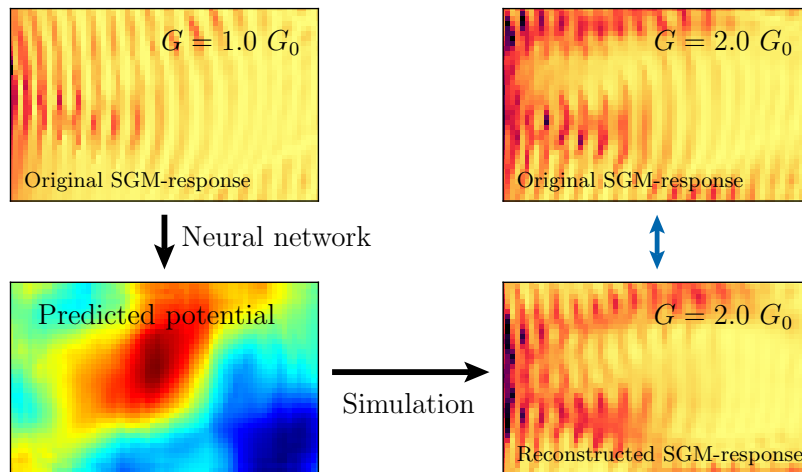 G = 1.0 G₀
Original SGM-response
G = 2.0 G₀
Original SGM-response
Neural network
Predicted potential
Simulation
G = 2.0 G₀
Reconstructed SGM-response